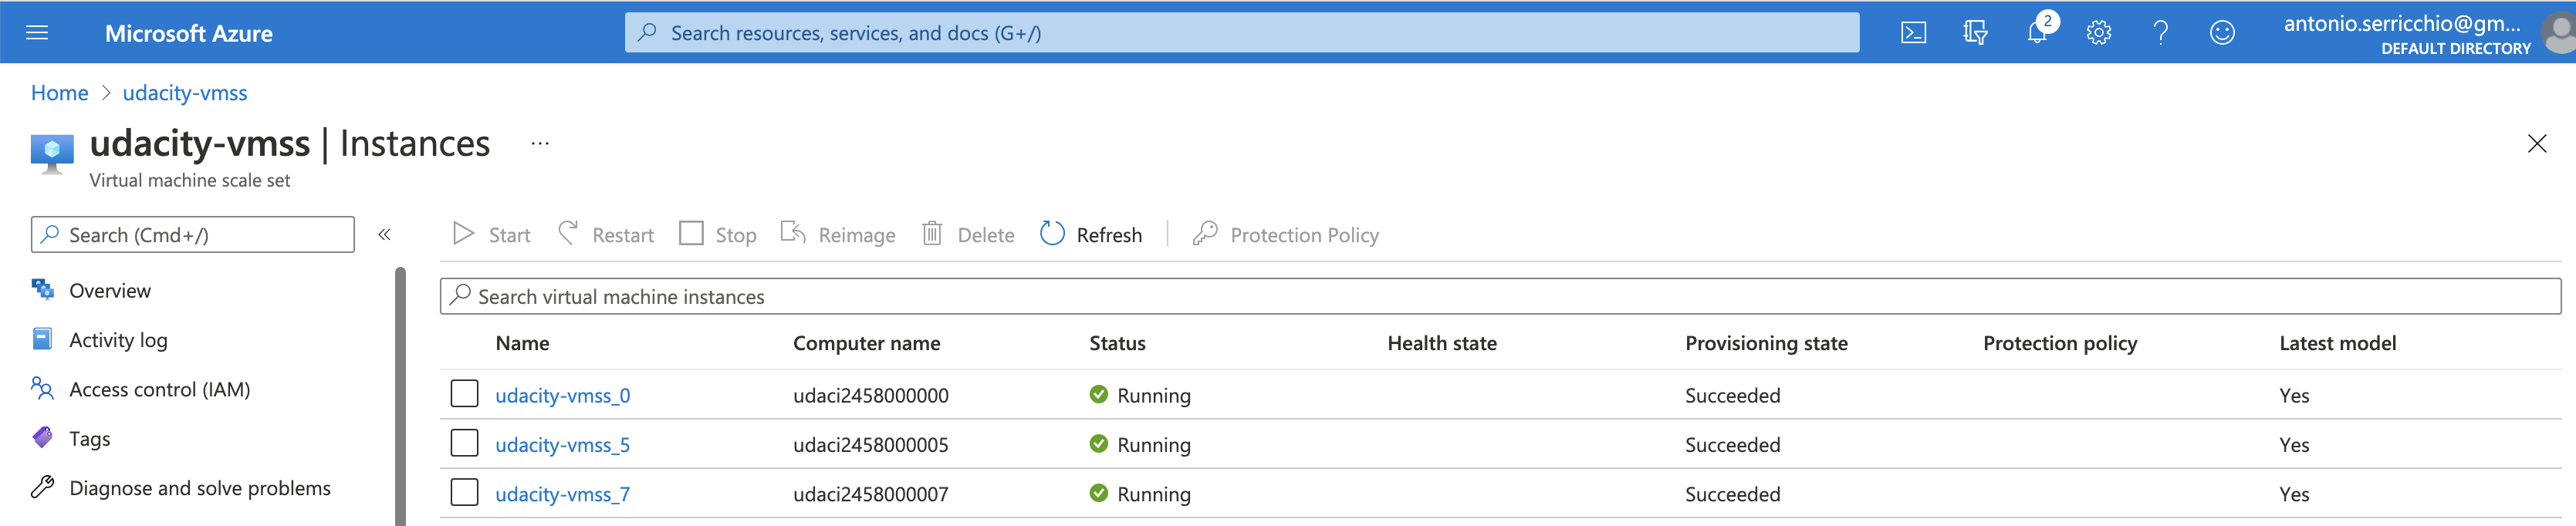 Microsoft Azure
Search resources, services, and docs (G+/)
2
antonio.serricchio@gm...
DEFAULT DIRECTORY
Home > udacity-vmss
udacity-vmss | Instances ...
Virtual machine scale set
Search (Cmd+/)
«
Start Restart Stop Reimage Delete Refresh Protection Policy
Overview
Activity log
Access control (IAM)
Tags
Diagnose and solve problems
Search virtual machine instances
Name Computer name Status Health state Provisioning state Protection policy Latest model
udacity-vmss_0 udaci2458000000 Running Succeeded Yes
udacity-vmss_5 udaci2458000005 Running Succeeded Yes
udacity-vmss_7 udaci2458000007 Running Succeeded Yes